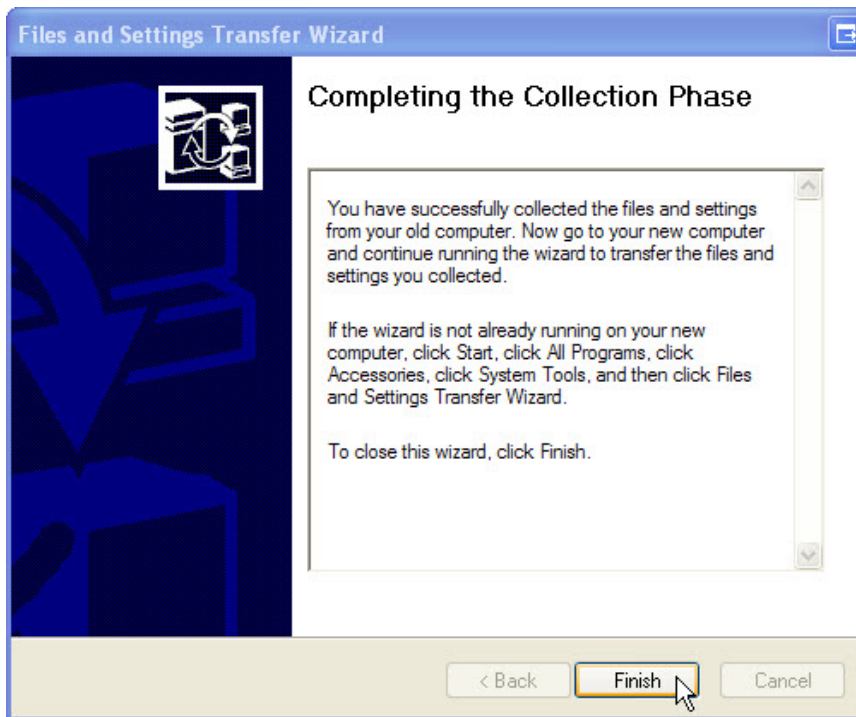 Files and Settings Transfer Wizard
Completing the Collection Phase
You have successfully collected the files and settings
from your old computer. Now go to your new computer
and continue running the wizard to transfer the files and
settings you collected.
If the wizard is not already running on your new
computer, click Start, click All Programs, click
Accessories, click System Tools, and then click Files
and Settings Transfer Wizard.
To close this wizard, click Finish.
< Back
Finish
Cancel